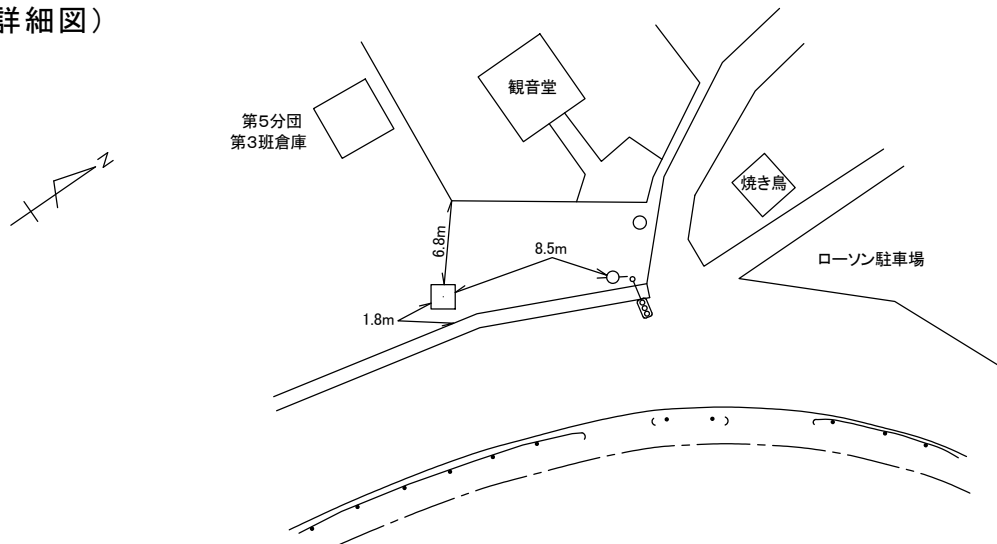 詳細図）
観音堂
第5分団
第3班倉庫
N
焼き鳥
6.8m
8.5m
ローソン駐車場
1.8m